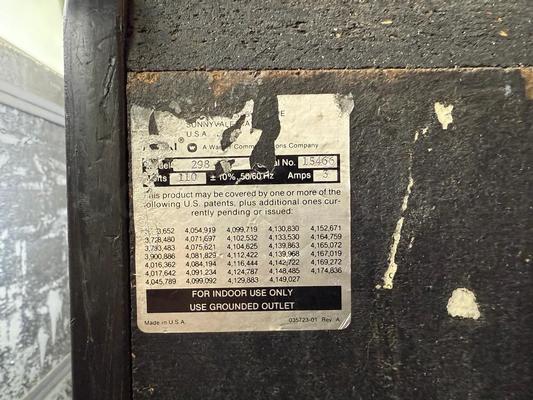 SUNNYVALE
U.S.A.
A Communications Company
298 Serial No. 15466
Volts 110 ± 10% 50/60 Hz Amps 3
This product may be covered by one or more of the
following U.S. patents, plus additional ones cur-
rently pending or issued:
4,054,919 4,099,719 4,130,830 4,152,671
3,728,480 4,071,697 4,102,532 4,133,530 4,164,759
3,793,483 4,075,621 4,104,625 4,139,863 4,165,072
3,900,886 4,081,829 4,112,422 4,139,968 4,167,019
4,016,362 4,084,194 4,116,444 4,142,722 4,169,272
4,017,642 4,091,234 4,124,787 4,148,485 4,174,836
4,045,789 4,099,092 4,129,883 4,149,027
FOR INDOOR USE ONLY
USE GROUNDED OUTLET
Made in U.S.A. 035723-01 Rev. A